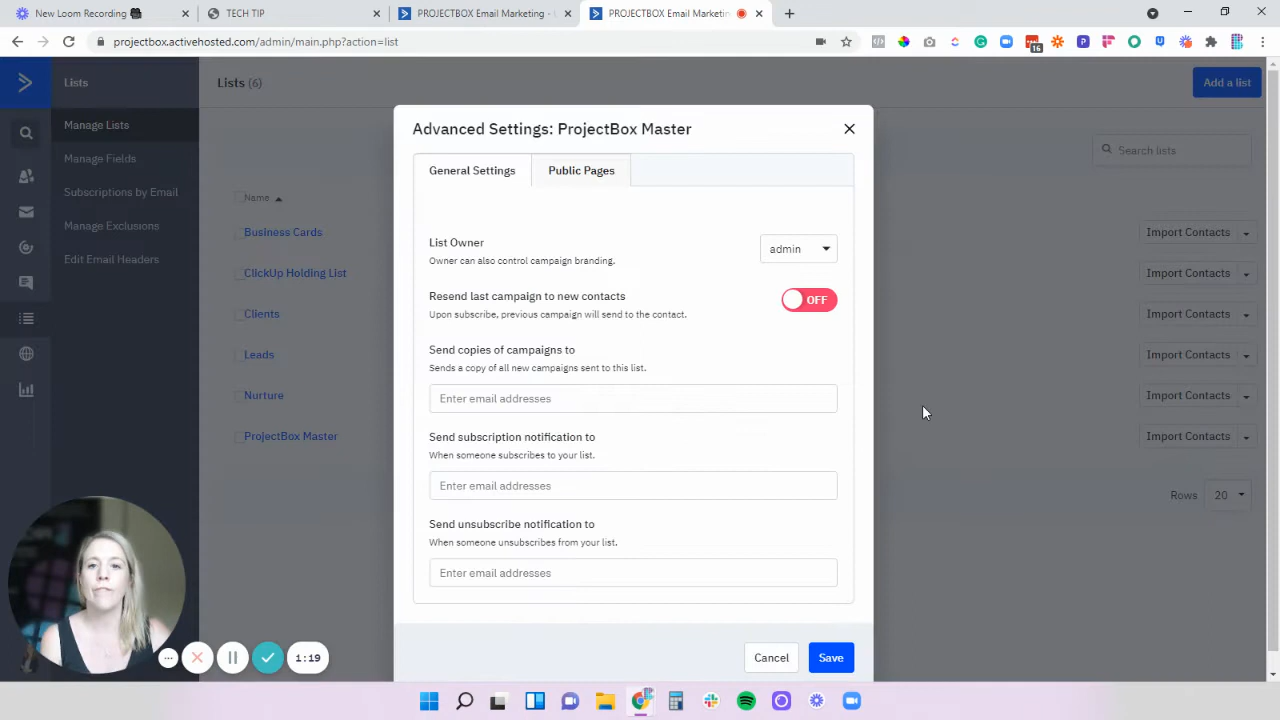 New Loom Recording
TECH TIP
PROJECTBOX Email Marketing -
PROJECTBOX Email Marketin
projectbox.activehosted.com/admin/main.php?action=list
16
Lists
Lists (6)
Add a list
Manage Lists
Manage Fields
Subscriptions by Email
Manage Exclusions
Edit Email Headers
Search lists
Name
Business Cards
Import Contacts
ClickUp Holding List
Import Contacts
Clients
Import Contacts
Leads
Import Contacts
Nurture
Import Contacts
ProjectBox Master
Import Contacts
Rows
20
Advanced Settings: ProjectBox Master
General Settings
Public Pages
List Owner
Owner can also control campaign branding.
admin
Resend last campaign to new contacts
Upon subscribe, previous campaign will send to the contact.
OFF
Send copies of campaigns to
Sends a copy of all new campaigns sent to this list.
Enter email addresses
Send subscription notification to
When someone subscribes to your list.
Enter email addresses
Send unsubscribe notification to
When someone unsubscribes from your list.
Enter email addresses
Cancel
Save
1:19